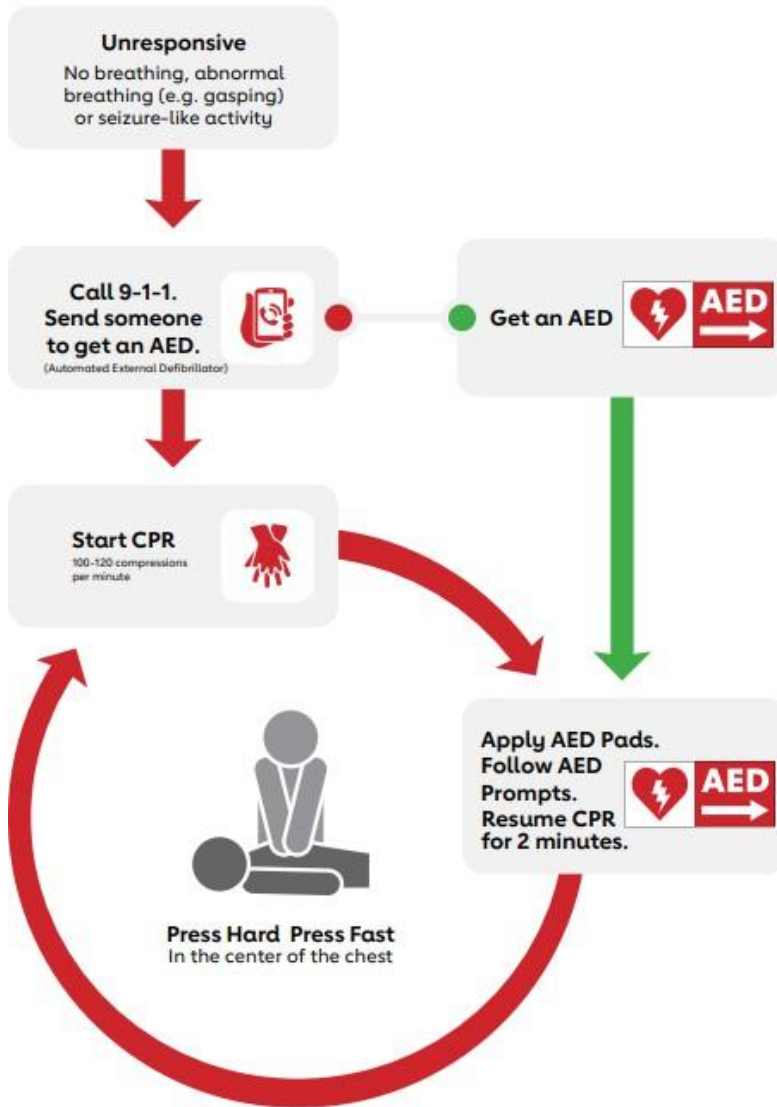 Unresponsive
No breathing, abnormal
breathing (e.g. gasping)
or seizure-like activity
Call 9-1-1.
Send someone
to get an AED.
(Automated External Defibrillator)
Get an AED
AED
Start CPR
100-120 compressions
per minute
Apply AED Pads.
Follow AED
Prompts.
Resume CPR
for 2 minutes.
AED
Press Hard Press Fast
In the center of the chest